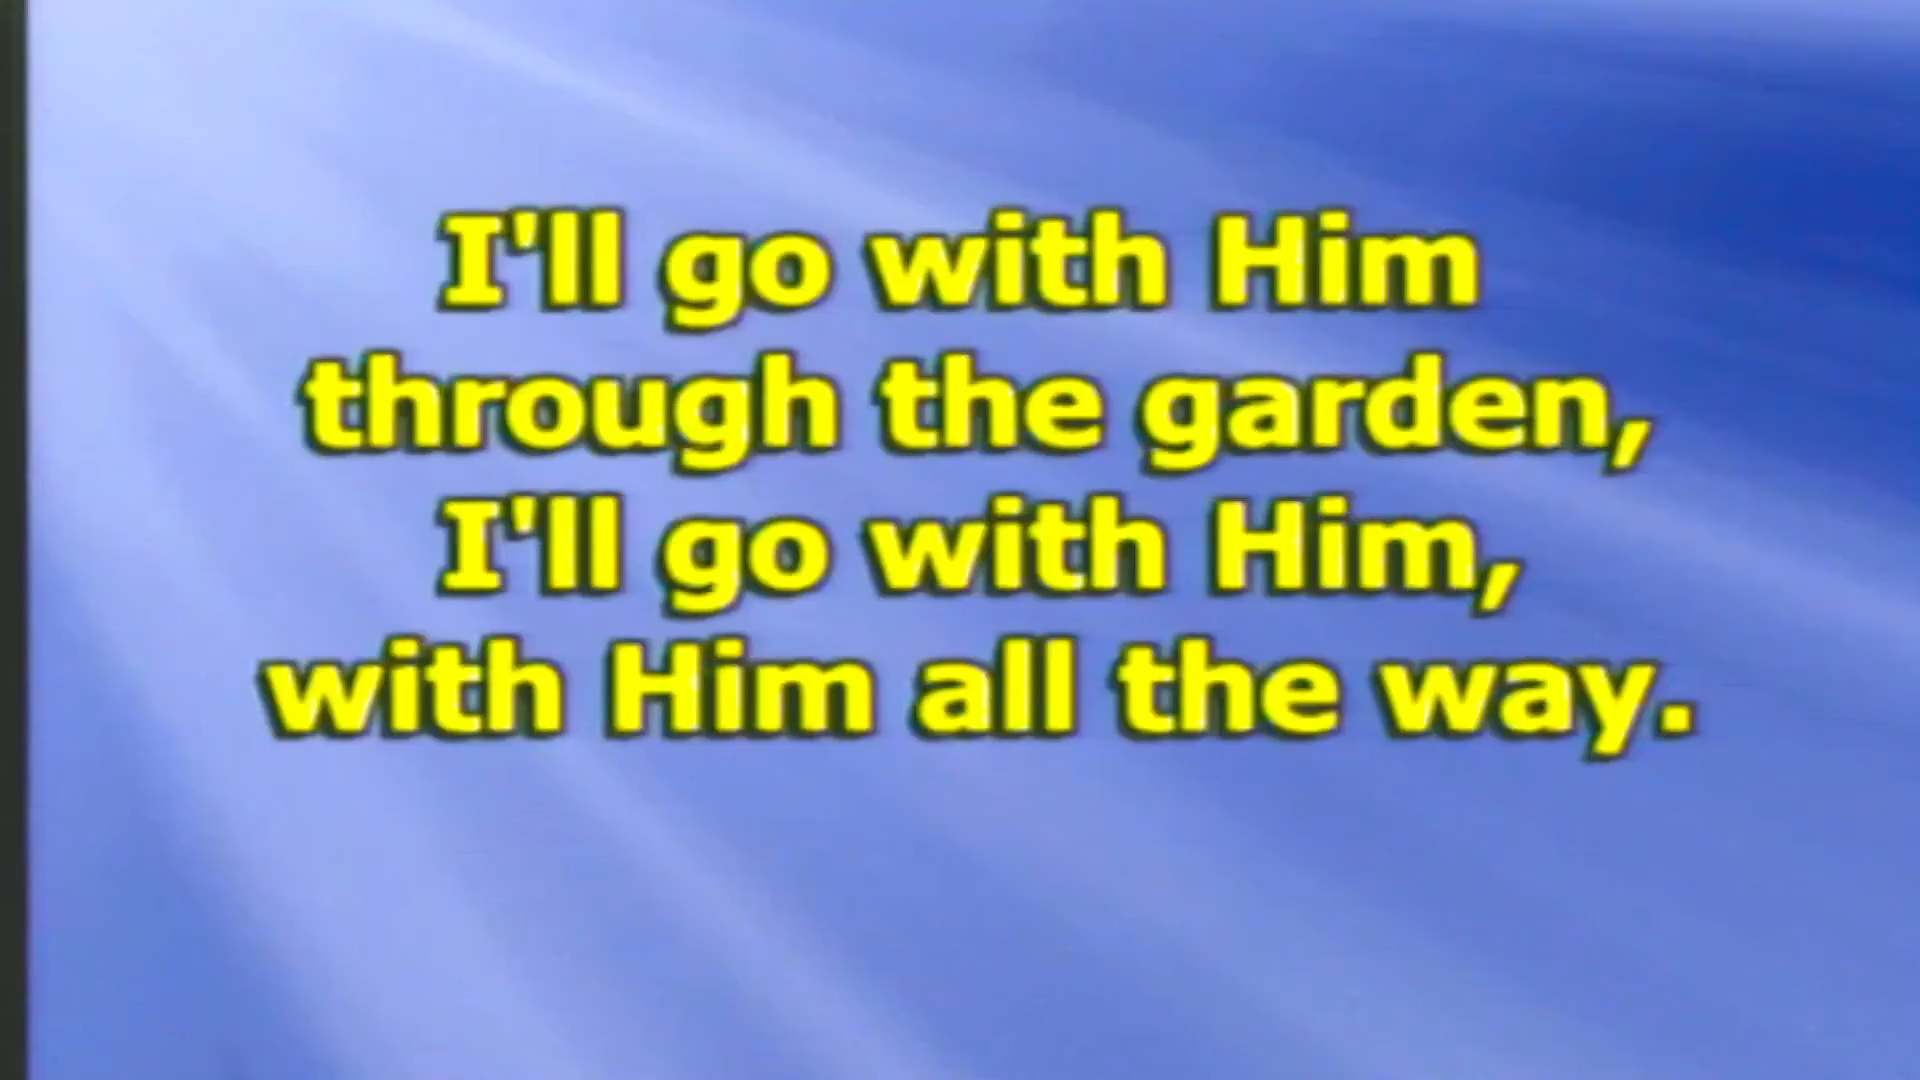 I'll go with Him
through the garden,
I'll go with Him,
with Him all the way.